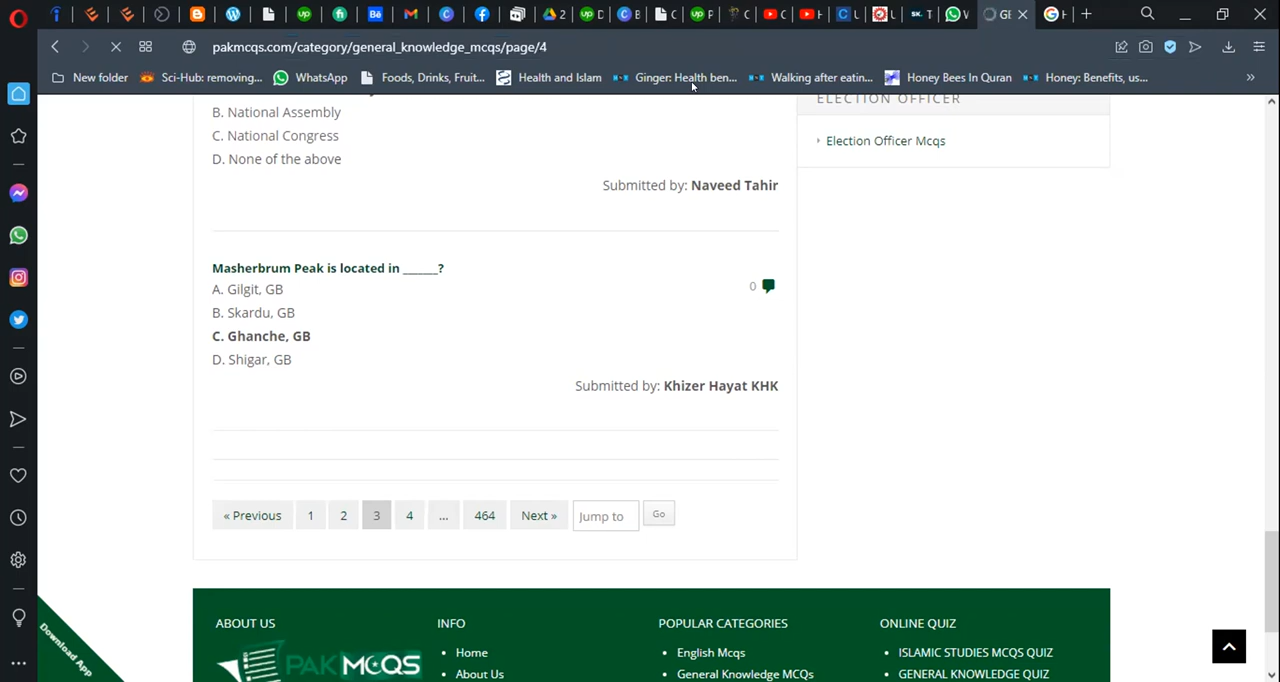 2
D
B
C
P
C
C
H
U
U
T
V
GE
H
pakmcqs.com/category/general_knowledge_mcqs/page/4
New folder
Sci-Hub: removing...
WhatsApp
Foods, Drinks, Fruit...
Health and Islam
Ginger: Health ben...
Walking after eatin...
Honey Bees In Quran
Honey: Benefits, us...
»
B. National Assembly
C. National Congress
D. None of the above
Submitted by: Naveed Tahir
ELECTION OFFICER
Election Officer Mcqs
Masherbrum Peak is located in ______?
0
A. Gilgit, GB
B. Skardu, GB
C. Ghanche, GB
D. Shigar, GB
Submitted by: Khizer Hayat KHK
« Previous 1 2 3 4 ... 464 Next » Jump to Go
Download App
ABOUT US
PAK MCQS
INFO
Home
About Us
POPULAR CATEGORIES
English Mcqs
General Knowledge MCQs
ONLINE QUIZ
ISLAMIC STUDIES MCQS QUIZ
GENERAL KNOWLEDGE QUIZ